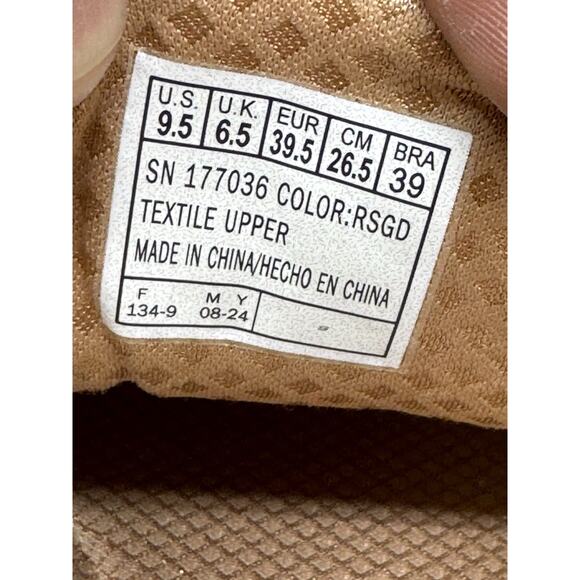 U.S. U.K. EUR CM BRA
9.5 6.5 39.5 26.5 39
SN 177036 COLOR:RSGD
TEXTILE UPPER
MADE IN CHINA/HECHO EN CHINA
F M Y
134-9 08-24